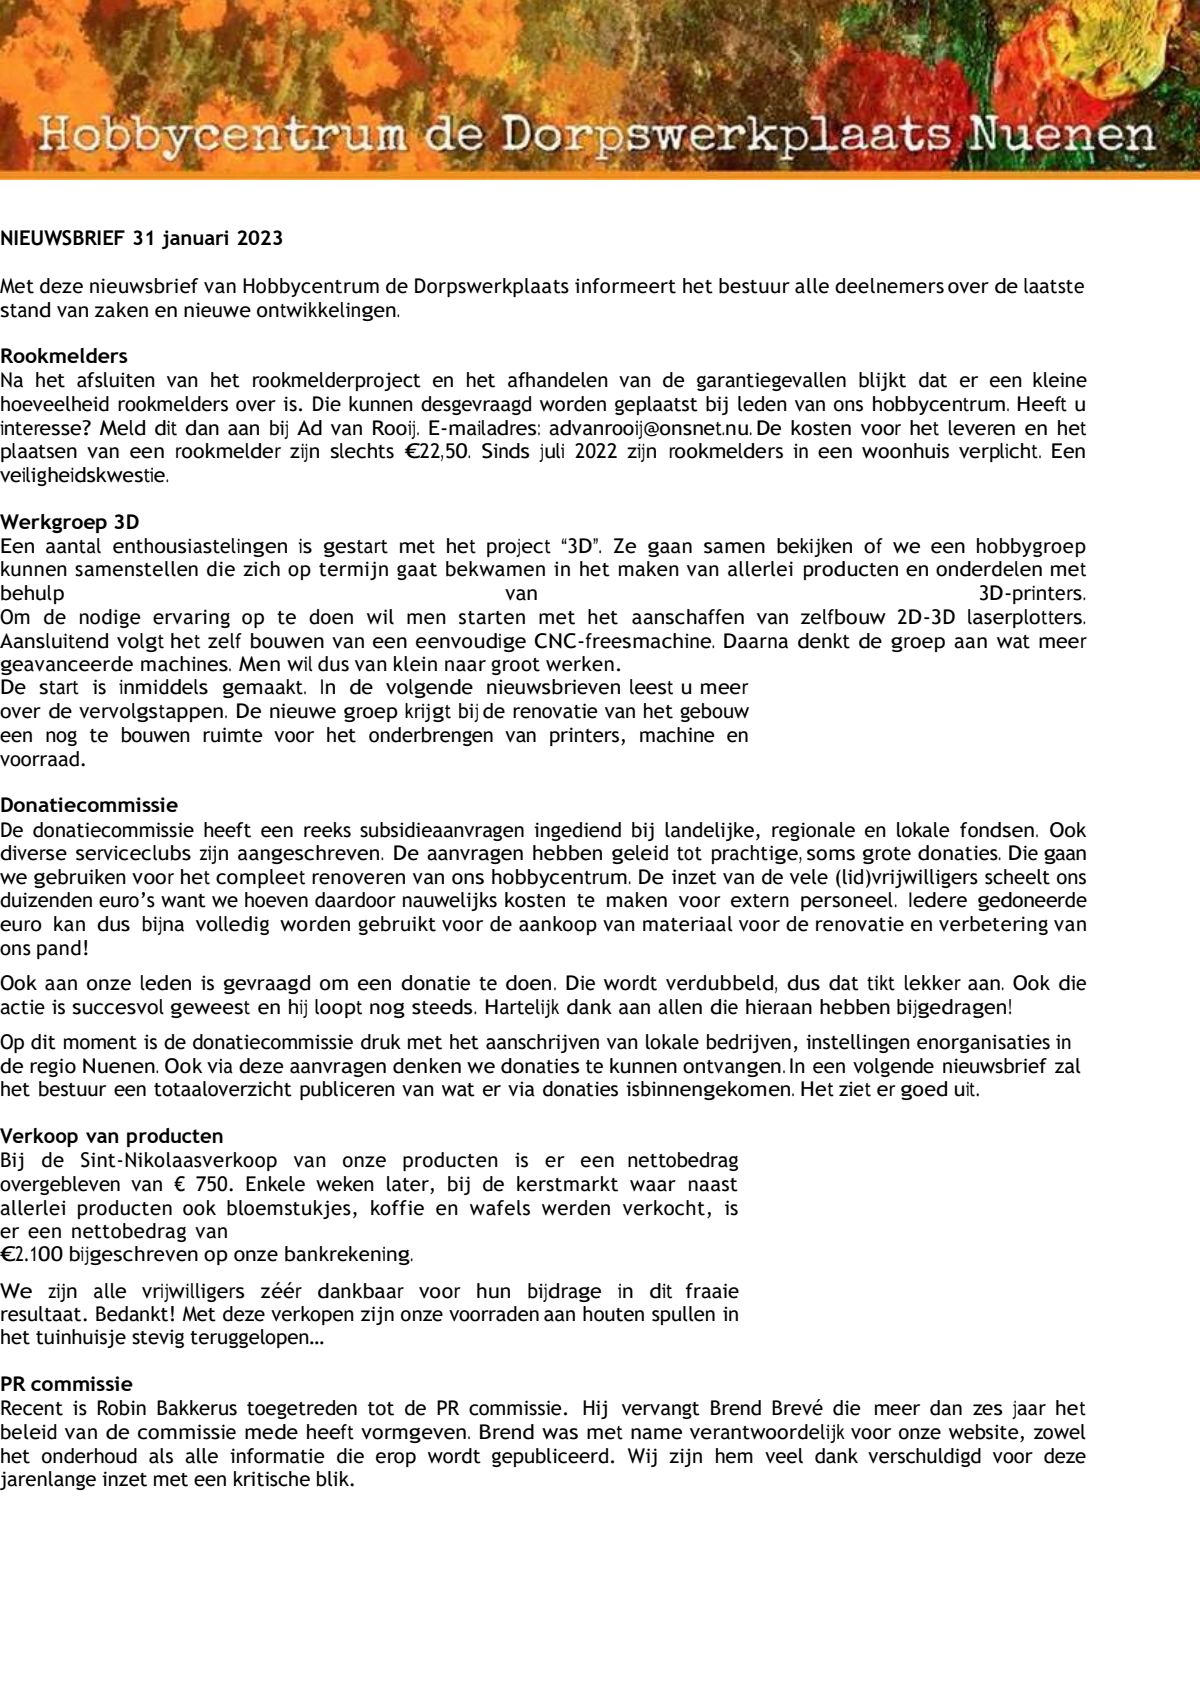 Hobbycentrum de Dorpswerkplaats Nuenen
NIEUWSBRIEF 31 januari 2023
Met deze nieuwsbrief van Hobbycentrum de Dorpswerkplaats informeert het bestuur alle deelnemers over de laatste
stand van zaken en nieuwe ontwikkelingen.
Rookmelders
Na het afsluiten van het rookmelderproject en het afhandelen van de garantiegevallen blijkt dat er een kleine
hoeveelheid rookmelders over is. Die kunnen desgevraagd worden geplaatst bij leden van ons hobbycentrum. Heeft u
interesse? Meld dit dan aan bij Ad van Rooij. E-mailadres: advanrooij@onsnet.nu. De kosten voor het leveren en het
plaatsen van een rookmelder zijn slechts €22,50. Sinds juli 2022 zijn rookmelders in een woonhuis verplicht. Een
veiligheidskwestie.
Werkgroep 3D
Een aantal enthousiastelingen is gestart met het project “3D”. Ze gaan samen bekijken of we een hobbygroep
kunnen samenstellen die zich op termijn gaat bekwamen in het maken van allerlei producten en onderdelen met
behulp van 3D-printers.
Om de nodige ervaring op te doen wil men starten met het aanschaffen van zelfbouw 2D-3D laserplotters.
Aansluitend volgt het zelf bouwen van een eenvoudige CNC-freesmachine. Daarna denkt de groep aan wat meer
geavanceerde machines. Men wil dus van klein naar groot werken.
De start is inmiddels gemaakt. In de volgende nieuwsbrieven leest u meer
over de vervolgstappen. De nieuwe groep krijgt bij de renovatie van het gebouw
een nog te bouwen ruimte voor het onderbrengen van printers, machine en
voorraad.
Donatiecommissie
De donatiecommissie heeft een reeks subsidieaanvragen ingediend bij landelijke, regionale en lokale fondsen. Ook
diverse serviceclubs zijn aangeschreven. De aanvragen hebben geleid tot prachtige, soms grote donaties. Die gaan
we gebruiken voor het compleet renoveren van ons hobbycentrum. De inzet van de vele (lid)vrijwilligers scheelt ons
duizenden euro’s want we hoeven daardoor nauwelijks kosten te maken voor extern personeel. Iedere gedoneerde
euro kan dus bijna volledig worden gebruikt voor de aankoop van materiaal voor de renovatie en verbetering van
ons pand!
Ook aan onze leden is gevraagd om een donatie te doen. Die wordt verdubbeld, dus dat tikt lekker aan. Ook die
actie is succesvol geweest en hij loopt nog steeds. Hartelijk dank aan allen die hieraan hebben bijgedragen!
Op dit moment is de donatiecommissie druk met het aanschrijven van lokale bedrijven, instellingen enorganisaties in
de regio Nuenen. Ook via deze aanvragen denken we donaties te kunnen ontvangen. In een volgende nieuwsbrief zal
het bestuur een totaaloverzicht publiceren van wat er via donaties isbinnengekomen. Het ziet er goed uit.
Verkoop van producten
Bij de Sint-Nikolaasverkoop van onze producten is er een nettobedrag
overgebleven van € 750. Enkele weken later, bij de kerstmarkt waar naast
allerlei producten ook bloemstukjes, koffie en wafels werden verkocht, is
er een nettobedrag van
€2.100 bijgeschreven op onze bankrekening.
We zijn alle vrijwilligers zéér dankbaar voor hun bijdrage in dit fraaie
resultaat. Bedankt! Met deze verkopen zijn onze voorraden aan houten spullen in
het tuinhuisje stevig teruggelopen…
PR commissie
Recent is Robin Bakkerus toegetreden tot de PR commissie. Hij vervangt Brend Brevé die meer dan zes jaar het
beleid van de commissie mede heeft vormgeven. Brend was met name verantwoordelijk voor onze website, zowel
het onderhoud als alle informatie die erop wordt gepubliceerd. Wij zijn hem veel dank verschuldigd voor deze
jarenlange inzet met een kritische blik.